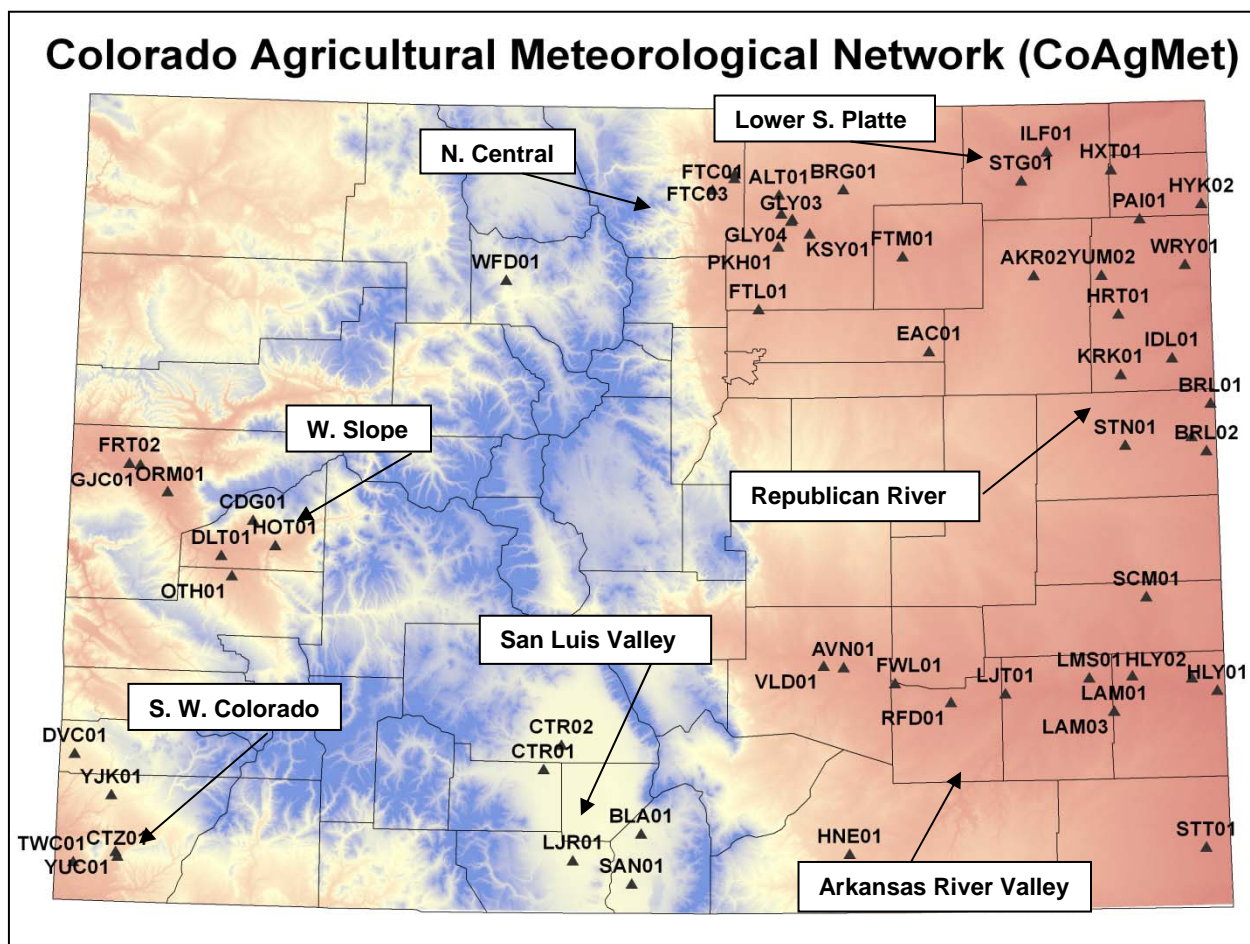 Colorado Agricultural Meteorological Network (CoAgMet)
Lower S. Platte
N. Central
ILF01
STG01
HXT01
FTC01
FTC03
ALT01
BRG01
HYK02
PAI01
GLY03
GLY04
KSY01
FTM01
WFD01
PKH01
AKR02
YUM02
WRY01
FTL01
HRT01
EAC01
IDL01
KRK01
BRL01
W. Slope
STN01
BRL02
FRT02
GJC01
ORM01
Republican River
CDG01
HOT01
DLT01
OTH01
SCM01
San Luis Valley
AVN01
VLD01
FWL01
LJT01
LMS01
HLY02
HLY01
LAM01
RFD01
LAM03
S. W. Colorado
DVC01
CTR02
CTR01
YJK01
BLA01
TWC01
CTZ01
YUC01
LJR01
SAN01
HNE01
STT01
Arkansas River Valley